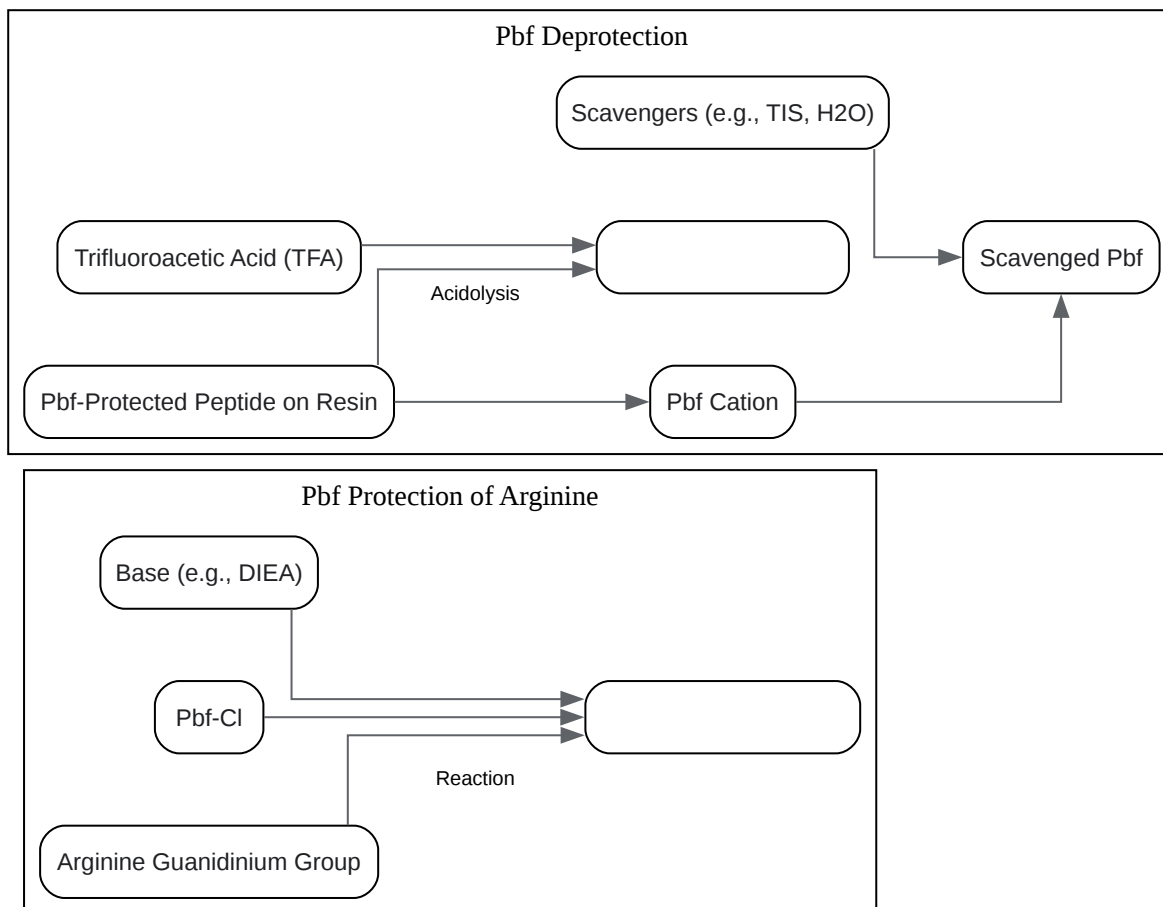 Pbf Deprotection
Scavengers (e.g., TIS, H2O)
Trifluoroacetic Acid (TFA)
Scavenged Pbf
Acidolysis
Pbf-Protected Peptide on Resin
Pbf Cation
Pbf Protection of Arginine
Base (e.g., DIEA)
Pbf-Cl
Reaction
Arginine Guanidinium Group